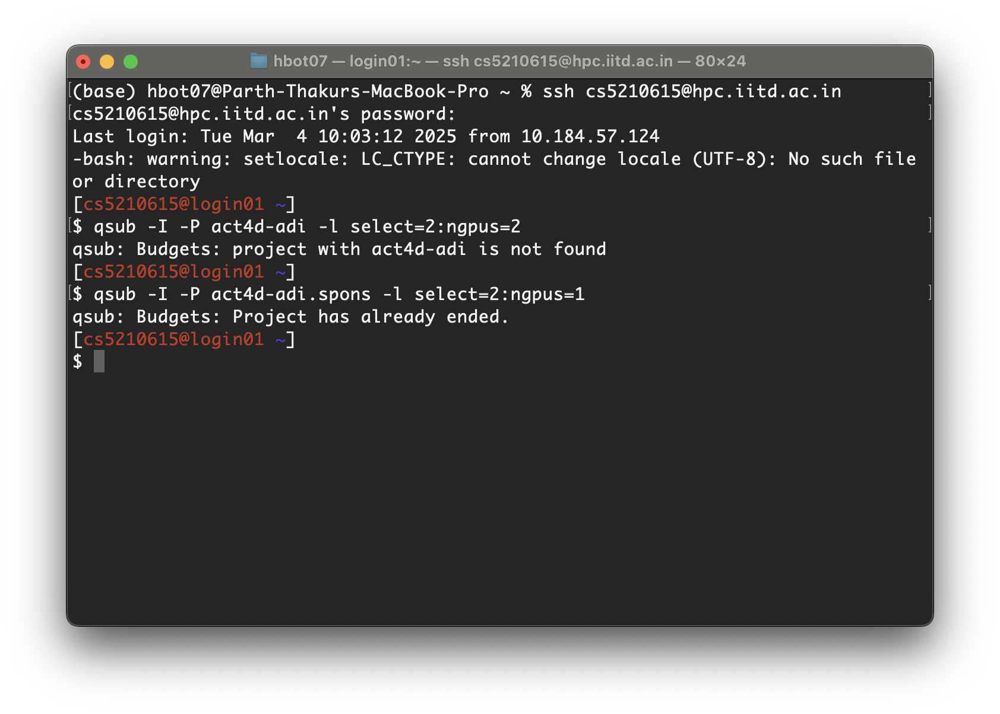 hbot07 — login01:~ — ssh cs5210615@hpc.iitd.ac.in — 80×24
[(base) hbot07@Parth-Thakurs-MacBook-Pro ~ % ssh cs5210615@hpc.iitd.ac.in ]
[cs5210615@hpc.iitd.ac.in's password: ]
Last login: Tue Mar  4 10:03:12 2025 from 10.184.57.124
-bash: warning: setlocale: LC_CTYPE: cannot change locale (UTF-8): No such file
or directory
[cs5210615@login01 ~]
[$ qsub -I -P act4d-adi -l select=2:ngpus=2 ]
qsub: Budgets: project with act4d-adi is not found
[cs5210615@login01 ~]
[$ qsub -I -P act4d-adi.spons -l select=2:ngpus=1 ]
qsub: Budgets: Project has already ended.
[cs5210615@login01 ~]
$